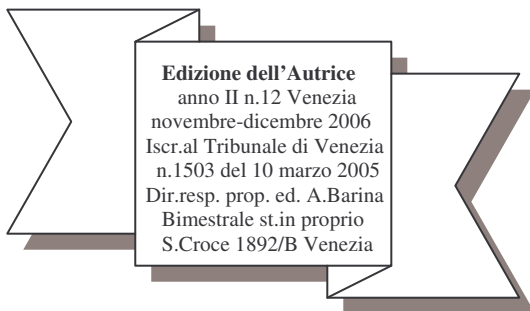 Edizione dell'Autrice
anno II n.12 Venezia
novembre-dicembre 2006
Iscr.al Tribunale di Venezia
n.1503 del 10 marzo 2005
Dir.resp. prop. ed. A.Barina
Bimestrale st.in proprio
S.Croce 1892/B Venezia